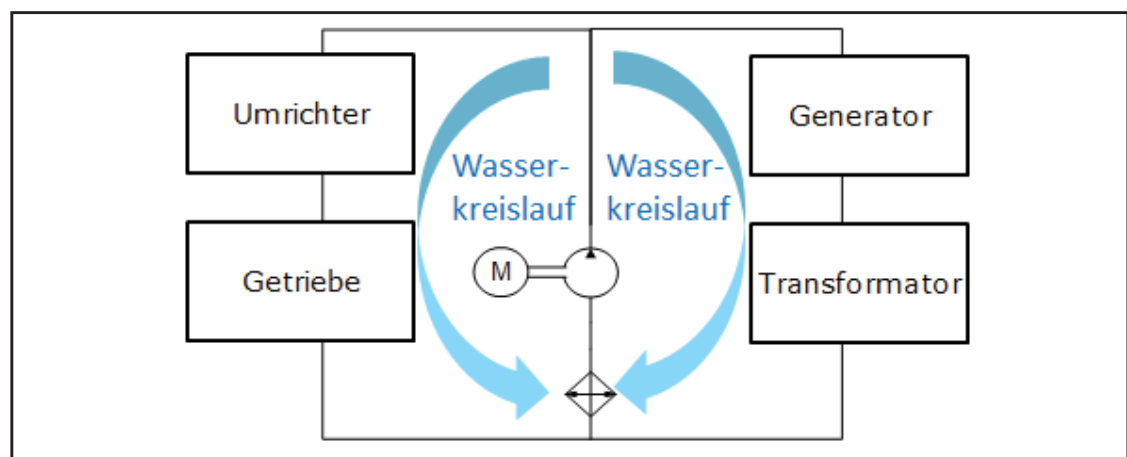 Umrichter
Generator
Wasser-
kreislauf
Wasser-
kreislauf
Getriebe
M
Transformator